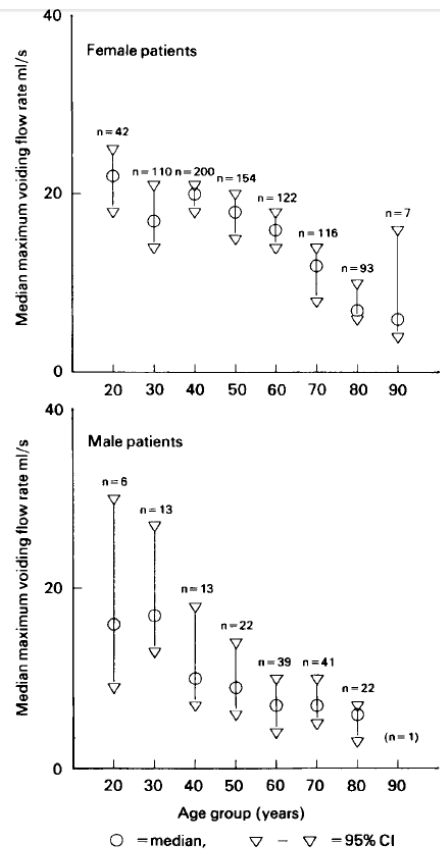 40
Female patients
n=42
n=110 n=200 n=154
20
n=122
n=7
n=116
n=93
0
20 30 40 50 60 70 80 90
Median maximum voiding flow rate ml/s
40
Male patients
n=6
n=13
20
n=13
n=22
n=39 n=41
n=22
(n=1)
0
20 30 40 50 60 70 80 90
Median maximum voiding flow rate ml/s
Age group (years)
=median, – =95% CI